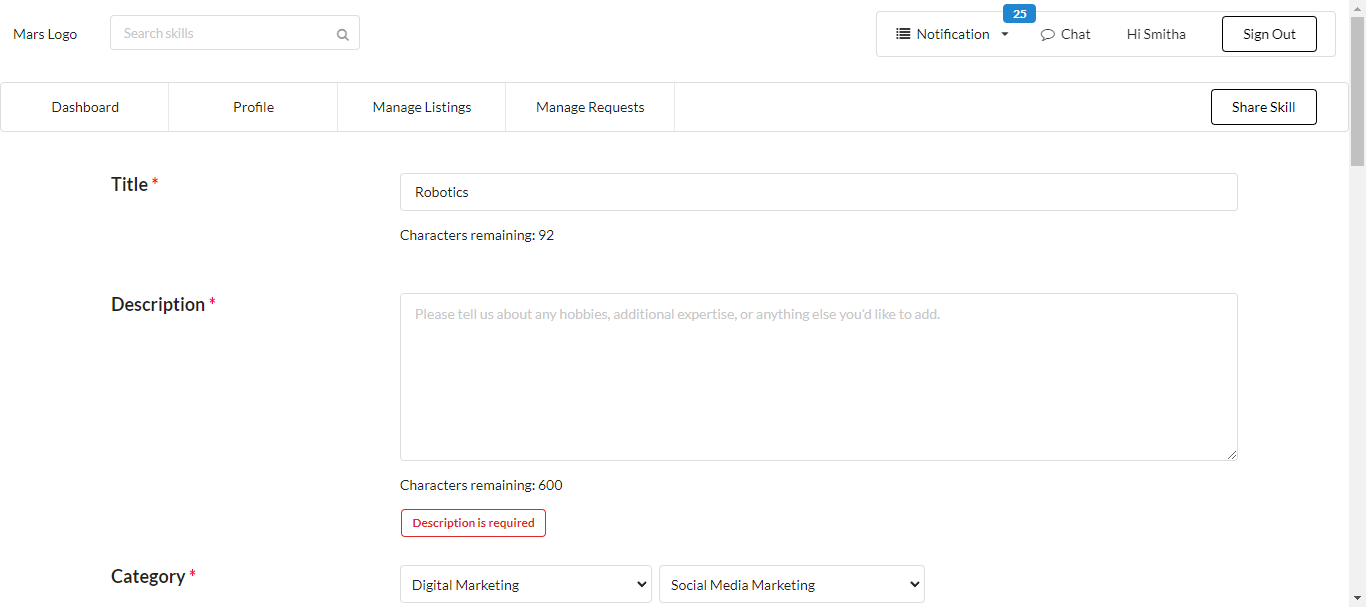 Mars Logo
Search skills
25
Notification
Chat
Hi Smitha
Sign Out
Dashboard
Profile
Manage Listings
Manage Requests
Share Skill
Title *
Robotics
Characters remaining: 92
Description *
Please tell us about any hobbies, additional expertise, or anything else you'd like to add.
Characters remaining: 600
Description is required
Category *
Digital Marketing
Social Media Marketing